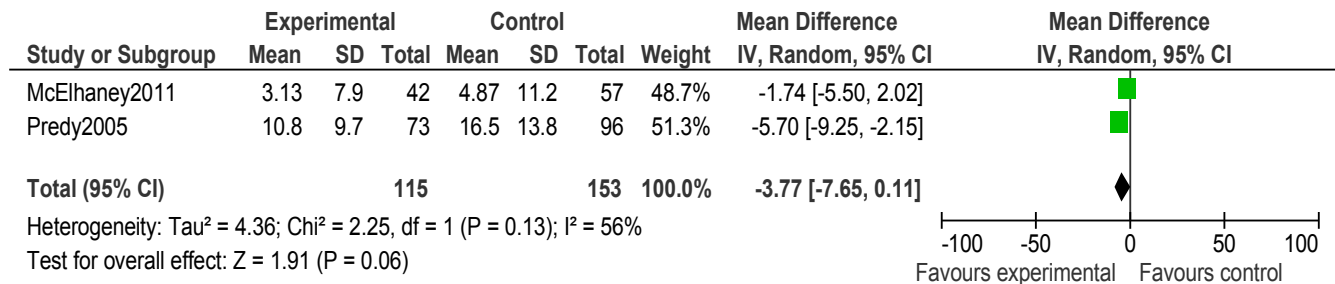 Experimental Control Mean Difference Mean Difference
Study or Subgroup Mean SD Total Mean SD Total Weight IV, Random, 95% CI IV, Random, 95% CI
McElhaney2011 3.13 7.9 42 4.87 11.2 57 48.7% -1.74 [-5.50, 2.02]
Predy2005 10.8 9.7 73 16.5 13.8 96 51.3% -5.70 [-9.25, -2.15]
Total (95% CI) 115 153 100.0% -3.77 [-7.65, 0.11]
Heterogeneity: Tau² = 4.36; Chi² = 2.25, df = 1 (P = 0.13); I² = 56%
Test for overall effect: Z = 1.91 (P = 0.06)
-100 -50 0 50 100
Favours experimental Favours control